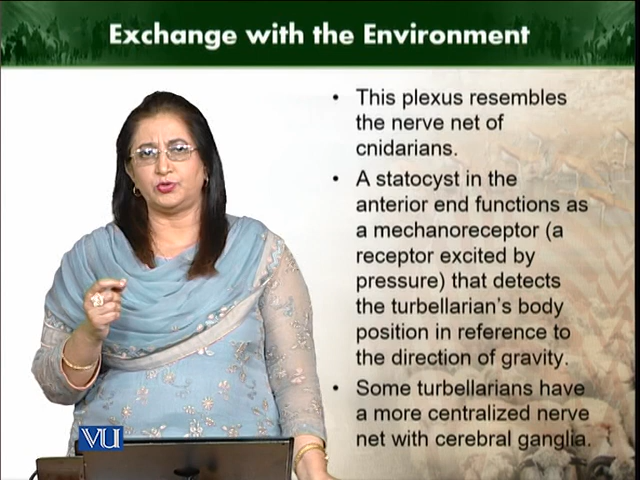 Exchange with the Environment
• This plexus resembles
the nerve net of
cnidarians.
• A statocyst in the
anterior end functions as
a mechanoreceptor (a
receptor excited by
pressure) that detects
the turbellarian's body
position in reference to
the direction of gravity.
• Some turbellarians have
a more centralized nerve
net with cerebral ganglia.
VU